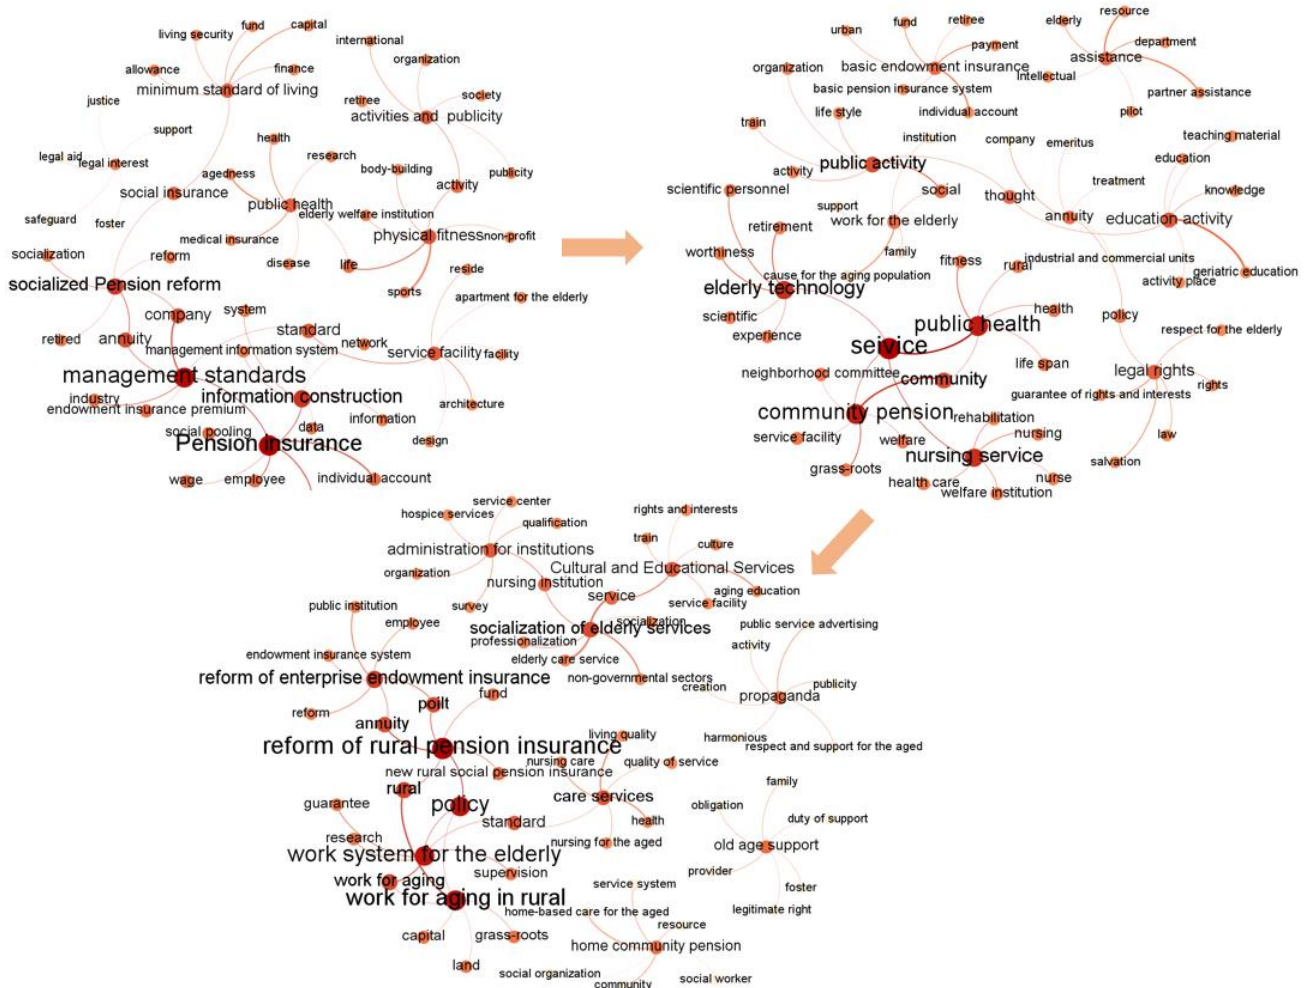 fund
capital
living security
international
organization
allowance
finance
minimum standard of living
justice
retiree
society
activities and publicity
support
health
legal aid
legal interest
research
body-building
publicity
agedness
activity
social insurance
public health
elderly welfare institution
safeguard
foster
physical fitness
non-profit
medical insurance
socialization
reform
disease
life
reside
socialized Pension reform
sports
apartment for the elderly
company
system
standard
retired
annuity
management information system
network
service facility
facility
management standards
industry
information construction
endowment insurance premium
architecture
social pooling
data
information
Pension insurance
design
wage
employee
individual account
resource
elderly
urban
fund
retiree
department
payment
assistance
organization
basic endowment insurance
Intellectual
basic pension insurance system
partner assistance
life style
individual account
pilot
train
institution
company
emeritus
teaching material
public activity
education
activity
treatment
scientific personnel
social
thought
knowledge
support
work for the elderly
annuity
education activity
retirement
worthiness
family
fitness
rural
industrial and commercial units
cause for the aging population
geriatric education
elderly technology
activity place
scientific
public health
health
policy
respect for the elderly
experience
seivice
life span
legal rights
neighborhood committee
community
guarantee of rights and interests
rights
community pension
rehabilitation
service facility
welfare
nursing
law
grass-roots
nursing service
salvation
health care
nurse
welfare institution
service center
hospice services
rights and interests
qualification
train
culture
administration for institutions
Cultural and Educational Services
organization
nursing institution
aging education
service
public institution
survey
service facility
employee
socialization
public service advertising
socialization of elderly services
professionalization
activity
endowment insurance system
elderly care service
reform of enterprise endowment insurance
non-governmental sectors
publicity
creation
fund
propaganda
poilt
reform
annuity
living quality
harmonious
reform of rural pension insurance
respect and support for the aged
nursing care
quality of service
new rural social pension insurance
family
rural
care services
guarantee
policy
obligation
standard
health
duty of support
research
nursing for the aged
old age support
work system for the elderly
provider
work for aging
supervision
service system
foster
work for aging in rural
home-based care for the aged
legitimate right
resource
capital
grass-roots
home community pension
land
social organization
social worker
community